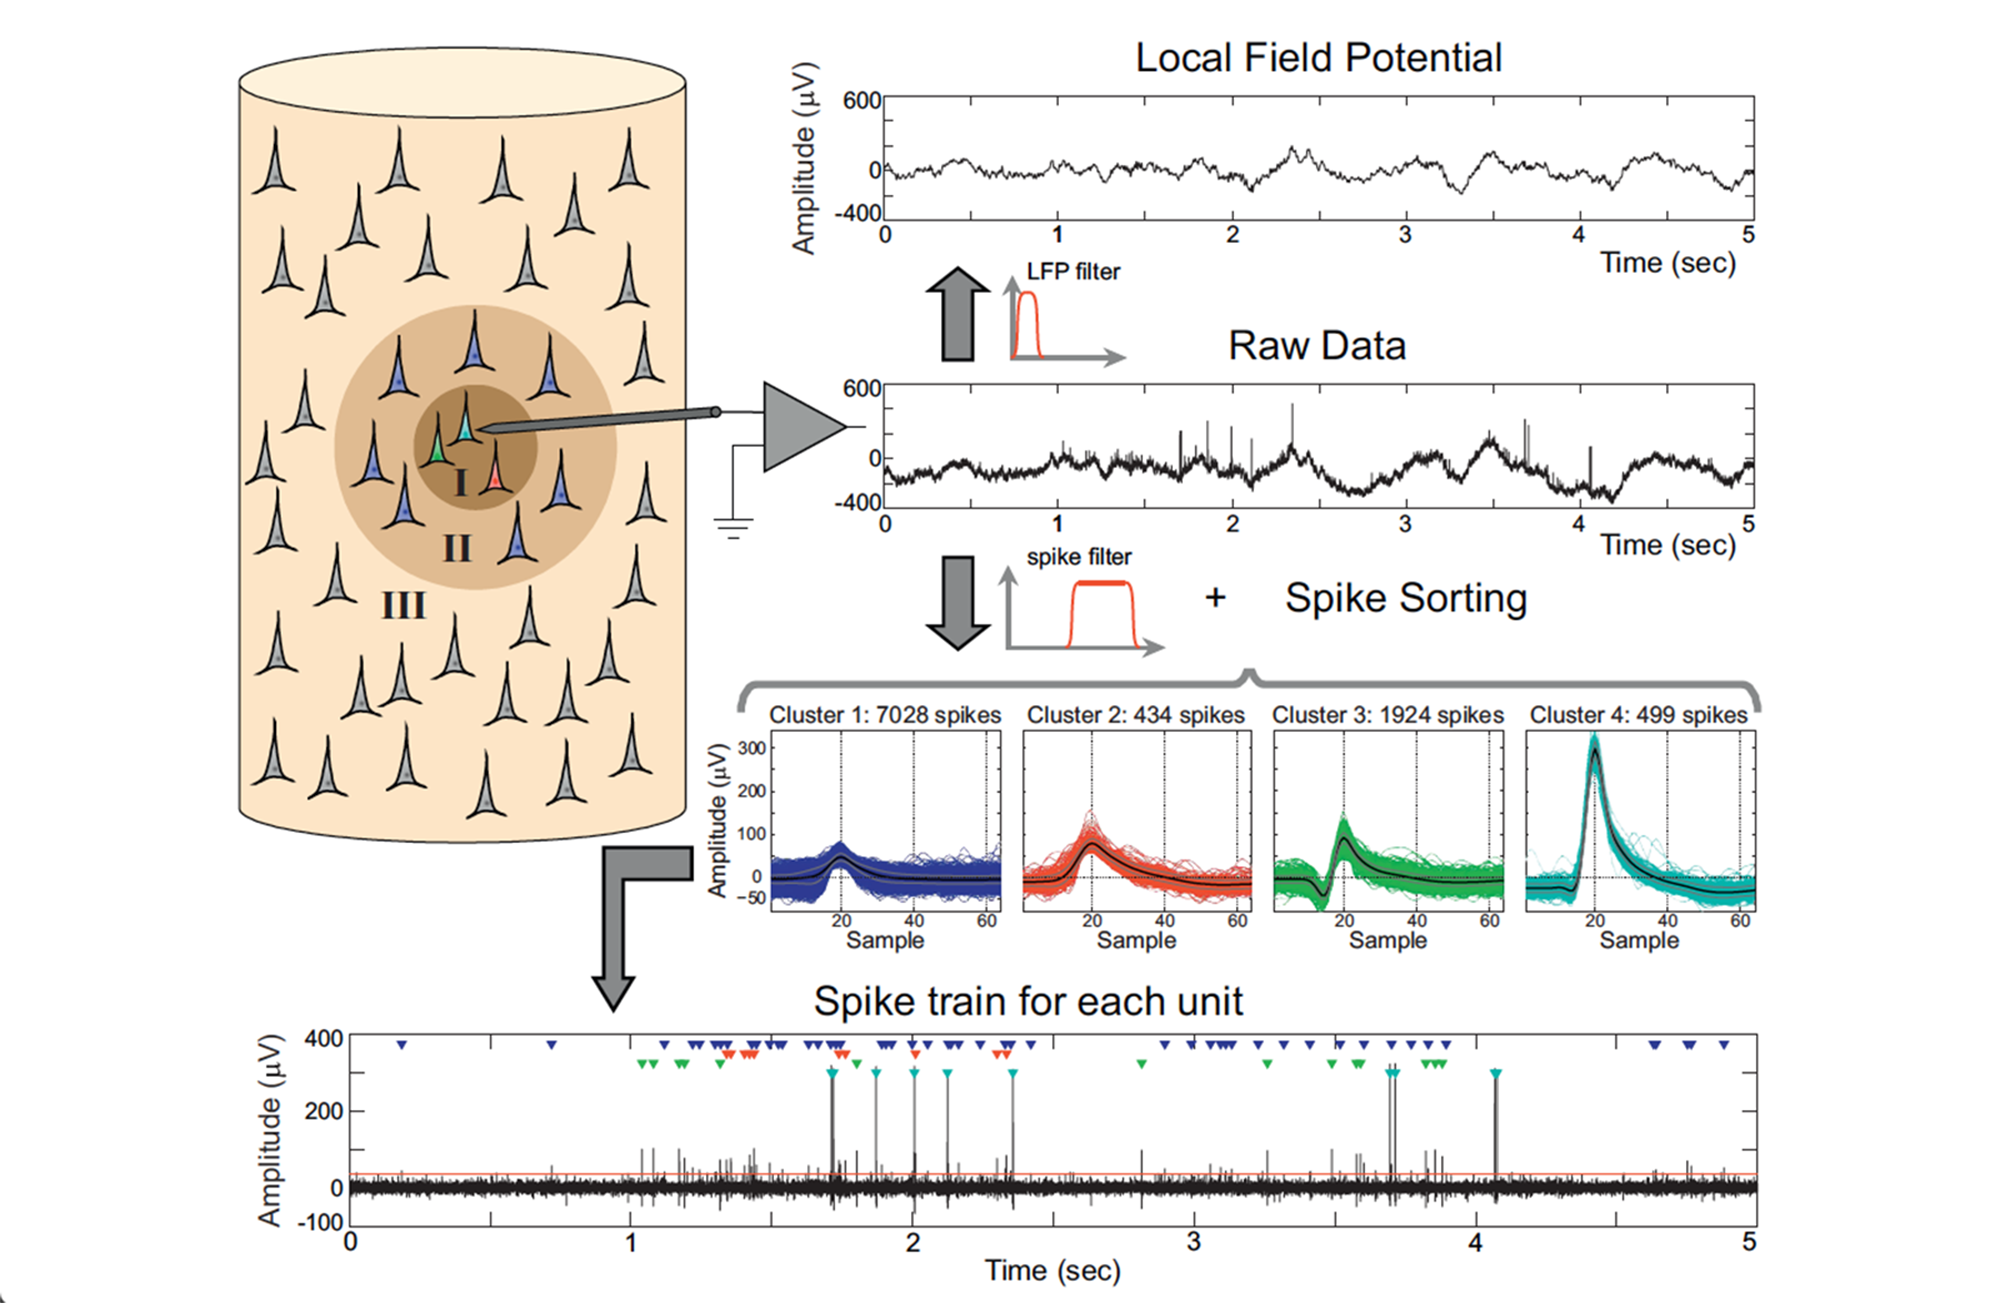 Local Field Potential
Amplitude (μV)
600
0
-400
0 1 2 3 4 5
Time (sec)
LFP filter
Raw Data
600
0
-400
0 1 2 3 4 5
Time (sec)
I
II
III
spike filter
+ Spike Sorting
Cluster 1: 7028 spikes Cluster 2: 434 spikes Cluster 3: 1924 spikes Cluster 4: 499 spikes
Amplitude (μV)
300
200
100
0
−50
20 40 60 20 40 60 20 40 60 20 40 60
Sample Sample Sample Sample
Spike train for each unit
Amplitude (μV)
400
200
0
-100
0 1 2 3 4 5
Time (sec)